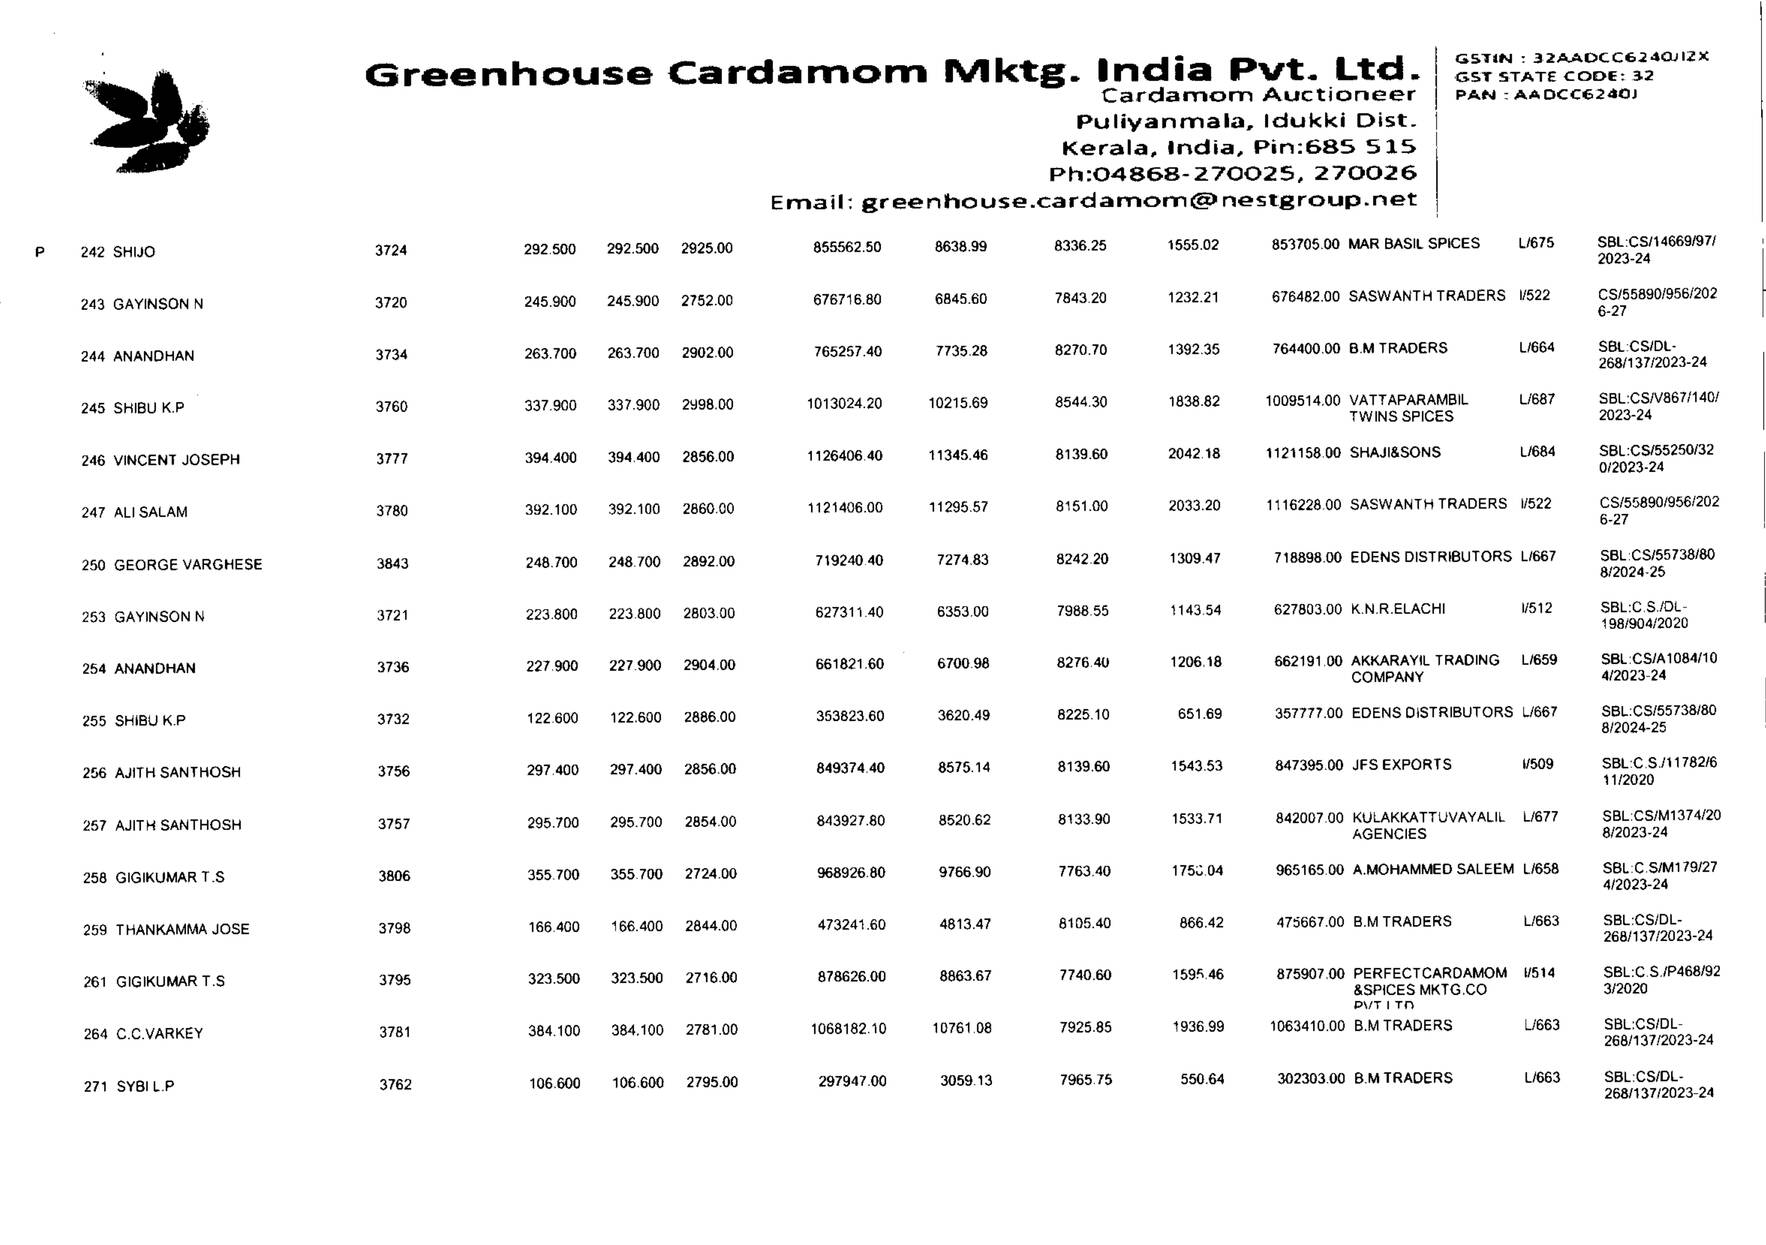 Greenhouse Cardamom Mktg. India Pvt. Ltd.
Cardamom Auctioneer
Puliyanmala, Idukki Dist.
Kerala, India, Pin:685 515
Ph:04868-270025, 270026
Email: greenhouse.cardamom@nestgroup.net
GSTIN : 32AADCC6240J1ZX
GST STATE CODE: 32
PAN : AADCC6240J
P 242 SHIJO 3724 292.500 292.500 2925.00 855562.50 8638.99 8336.25 1555.02 853705.00 MAR BASIL SPICES L/675 SBL:CS/14669/97/
2023-24
243 GAYINSON N 3720 245.900 245.900 2752.00 676716.80 6845.60 7843.20 1232.21 676482.00 SASWANTH TRADERS I/522 CS/55890/956/202
6-27
244 ANANDHAN 3734 263.700 263.700 2902.00 765257.40 7735.28 8270.70 1392.35 764400.00 B.M TRADERS L/664 SBL:CS/DL-
268/137/2023-24
245 SHIBU K.P 3760 337.900 337.900 2998.00 1013024.20 10215.69 8544.30 1838.82 1009514.00 VATTAPARAMBIL L/687 SBL:CS/V867/140/
TWINS SPICES 2023-24
246 VINCENT JOSEPH 3777 394.400 394.400 2856.00 1126406.40 11345.46 8139.60 2042.18 1121158.00 SHAJI&SONS L/684 SBL:CS/55250/32
0/2023-24
247 ALI SALAM 3780 392.100 392.100 2860.00 1121406.00 11295.57 8151.00 2033.20 1116228.00 SASWANTH TRADERS I/522 CS/55890/956/202
6-27
250 GEORGE VARGHESE 3843 248.700 248.700 2892.00 719240.40 7274.83 8242.20 1309.47 718898.00 EDENS DISTRIBUTORS L/667 SBL:CS/55738/80
8/2024-25
253 GAYINSON N 3721 223.800 223.800 2803.00 627311.40 6353.00 7988.55 1143.54 627803.00 K.N.R.ELACHI I/512 SBL:C.S./DL-
198/904/2020
254 ANANDHAN 3736 227.900 227.900 2904.00 661821.60 6700.98 8276.40 1206.18 662191.00 AKKARAYIL TRADING L/659 SBL:CS/A1084/10
COMPANY 4/2023-24
255 SHIBU K.P 3732 122.600 122.600 2886.00 353823.60 3620.49 8225.10 651.69 357777.00 EDENS DISTRIBUTORS L/667 SBL:CS/55738/80
8/2024-25
256 AJITH SANTHOSH 3756 297.400 297.400 2856.00 849374.40 8575.14 8139.60 1543.53 847395.00 JFS EXPORTS I/509 SBL:C.S./11782/6
11/2020
257 AJITH SANTHOSH 3757 295.700 295.700 2854.00 843927.80 8520.62 8133.90 1533.71 842007.00 KULAKKATTUVAYALIL L/677 SBL:CS/M1374/20
AGENCIES 8/2023-24
258 GIGIKUMAR T.S 3806 355.700 355.700 2724.00 968926.80 9766.90 7763.40 965165.00 A.MOHAMMED SALEEM L/658 SBL:C.S/M179/27
4/2023-24
259 THANKAMMA JOSE 3798 166.400 166.400 2844.00 473241.60 4813.47 8105.40 866.42 475667.00 B.M TRADERS L/663 SBL:CS/DL-
268/137/2023-24
261 GIGIKUMAR T.S 3795 323.500 323.500 2716.00 878626.00 8863.67 7740.60 1595.46 875907.00 PERFECTCARDAMOM I/514 SBL:C.S./P468/92
&SPICES MKTG.CO 3/2020
PVT LTD
264 C.C.VARKEY 3781 384.100 384.100 2781.00 1068182.10 10761.08 7925.85 1936.99 1063410.00 B.M TRADERS L/663 SBL:CS/DL-
268/137/2023-24
271 SYBI L.P 3762 106.600 106.600 2795.00 297947.00 3059.13 7965.75 550.64 302303.00 B.M TRADERS L/663 SBL:CS/DL-
268/137/2023-24